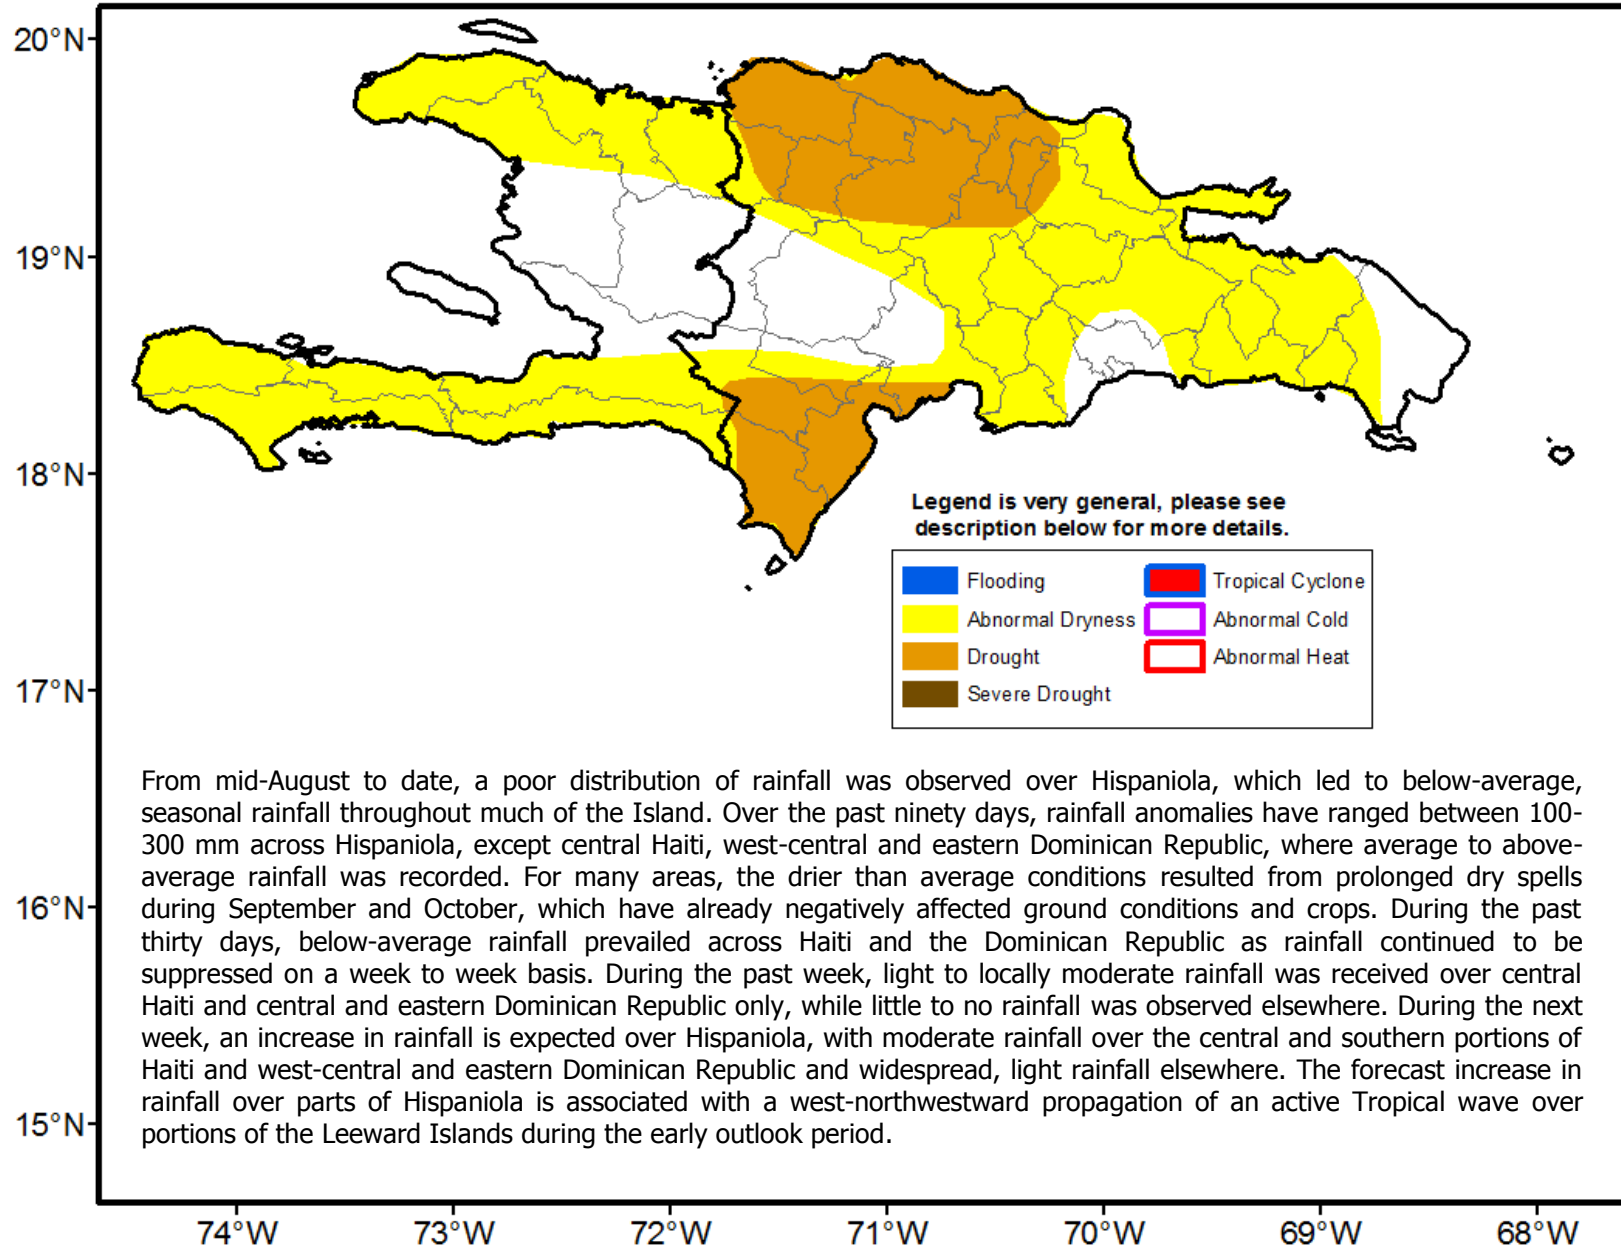 20°N
19°N
18°N
17°N
16°N
15°N
Legend is very general, please see
description below for more details.
Flooding
Tropical Cyclone
Abnormal Dryness
Abnormal Cold
Drought
Abnormal Heat
Severe Drought
From mid-August to date, a poor distribution of rainfall was observed over Hispaniola, which led to below-average,
seasonal rainfall throughout much of the Island. Over the past ninety days, rainfall anomalies have ranged between 100-
300 mm across Hispaniola, except central Haiti, west-central and eastern Dominican Republic, where average to above-
average rainfall was recorded. For many areas, the drier than average conditions resulted from prolonged dry spells
during September and October, which have already negatively affected ground conditions and crops. During the past
thirty days, below-average rainfall prevailed across Haiti and the Dominican Republic as rainfall continued to be
suppressed on a week to week basis. During the past week, light to locally moderate rainfall was received over central
Haiti and central and eastern Dominican Republic only, while little to no rainfall was observed elsewhere. During the next
week, an increase in rainfall is expected over Hispaniola, with moderate rainfall over the central and southern portions of
Haiti and west-central and eastern Dominican Republic and widespread, light rainfall elsewhere. The forecast increase in
rainfall over parts of Hispaniola is associated with a west-northwestward propagation of an active Tropical wave over
portions of the Leeward Islands during the early outlook period.
74°W
73°W
72°W
71°W
70°W
69°W
68°W